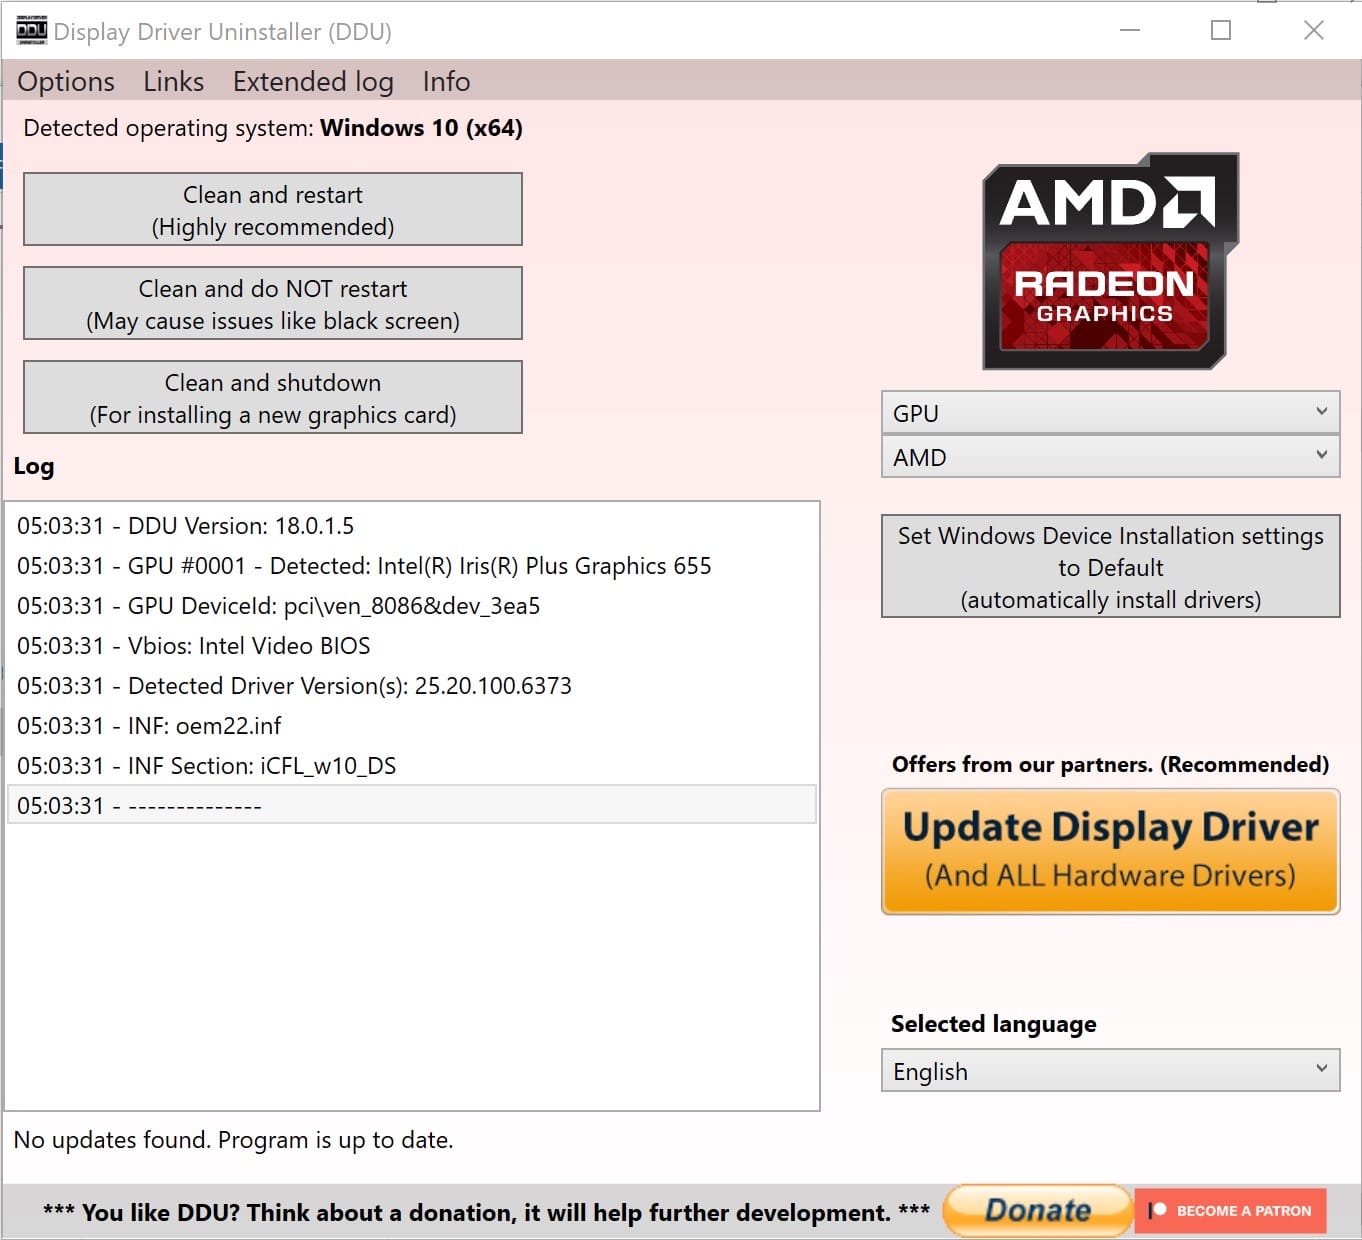 Display Driver Uninstaller (DDU)
Options Links Extended log Info
Detected operating system: Windows 10 (x64)
Clean and restart
(Highly recommended)
Clean and do NOT restart
(May cause issues like black screen)
Clean and shutdown
(For installing a new graphics card)
AMD
RADEON
GRAPHICS
GPU
AMD
Log
05:03:31 - DDU Version: 18.0.1.5
05:03:31 - GPU #0001 - Detected: Intel(R) Iris(R) Plus Graphics 655
05:03:31 - GPU DeviceId: pci\ven_8086&dev_3ea5
05:03:31 - Vbios: Intel Video BIOS
05:03:31 - Detected Driver Version(s): 25.20.100.6373
05:03:31 - INF: oem22.inf
05:03:31 - INF Section: iCFL_w10_DS
05:03:31 - --------------
Set Windows Device Installation settings
to Default
(automatically install drivers)
Offers from our partners. (Recommended)
Update Display Driver
(And ALL Hardware Drivers)
Selected language
English
No updates found. Program is up to date.
*** You like DDU? Think about a donation, it will help further development. ***
Donate
BECOME A PATRON